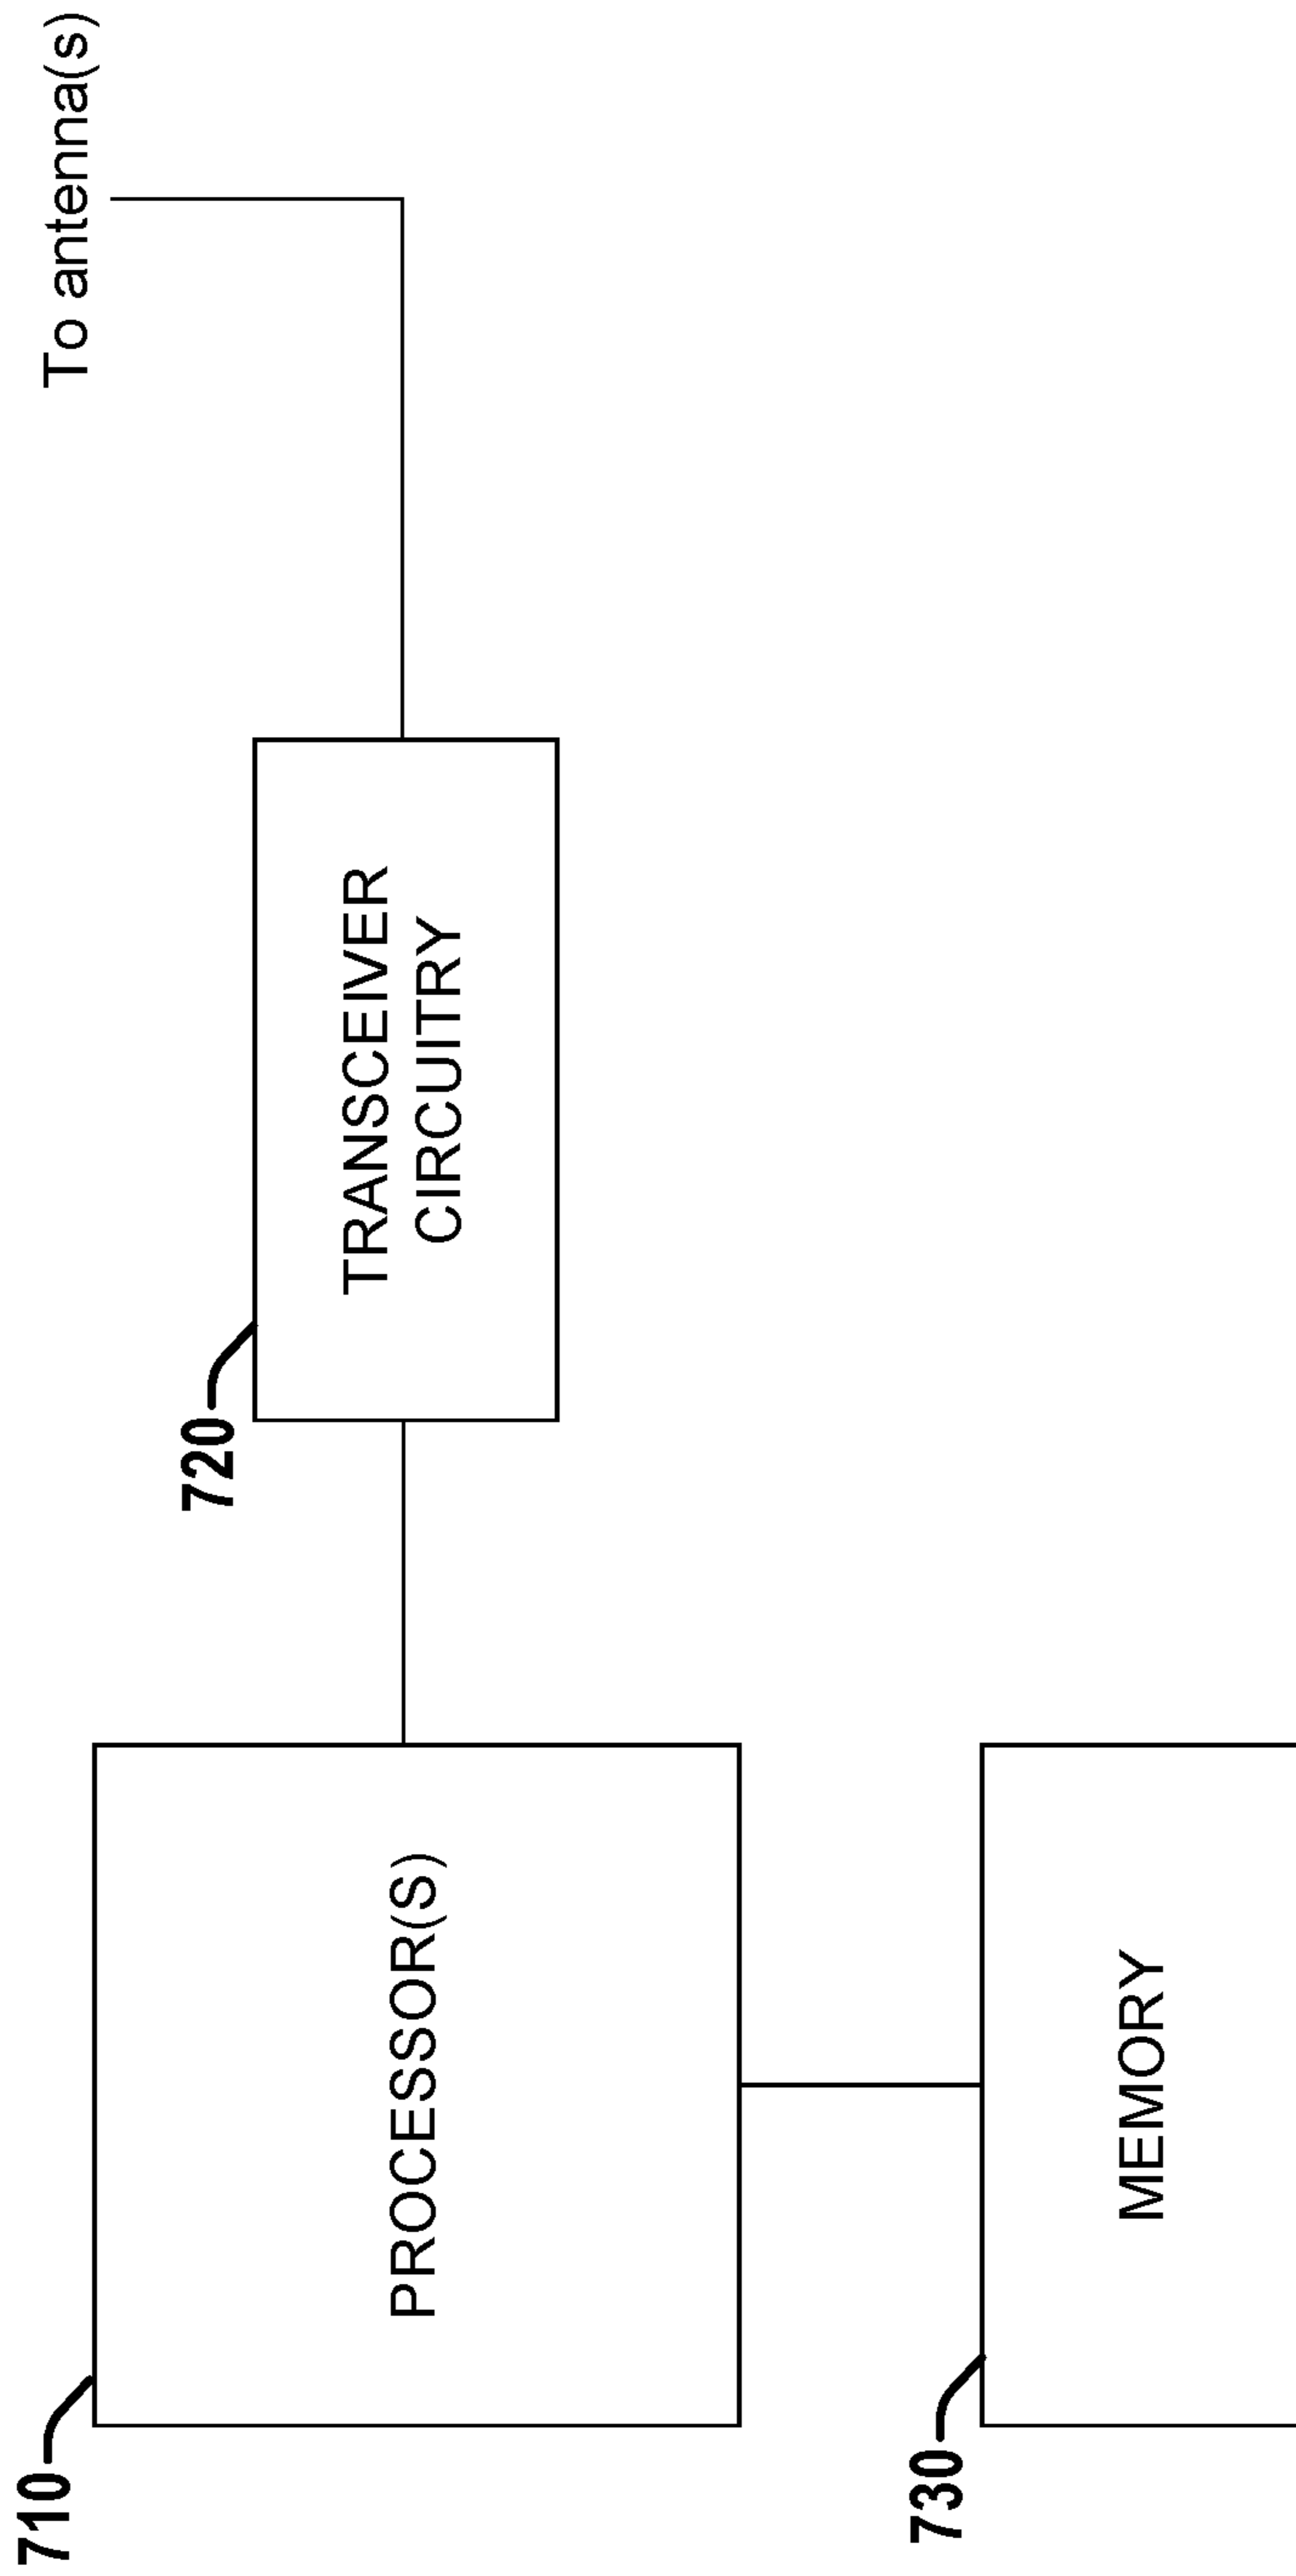 To antenna(s)
720
TRANSCEIVER
CIRCUITRY
710
PROCESSOR(S)
730
MEMORY